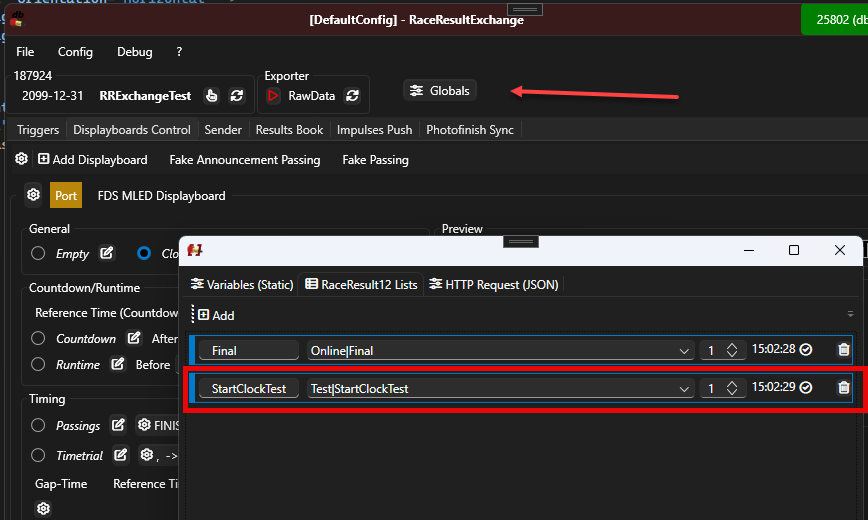 [DefaultConfig] - RaceResultExchange
25802 (db
File Config Debug ?
187924
2099-12-31 RRExchangeTest
Exporter
RawData
Globals
Triggers Displayboards Control Sender Results Book Impulses Push Photofinish Sync
Add Displayboard Fake Announcement Passing Fake Passing
Port FDS MLED Displayboard
General
Preview
Empty Clo
Countdown/Runtime
Reference Time (Countdow
Countdown After
Runtime Before
Timing
Passings FINIS
Timetrial , ->
Gap-Time Reference Ti
Variables (Static) RaceResult12 Lists HTTP Request (JSON)
Add
Final Online|Final 1 15:02:28
StartClockTest Test|StartClockTest 1 15:02:29